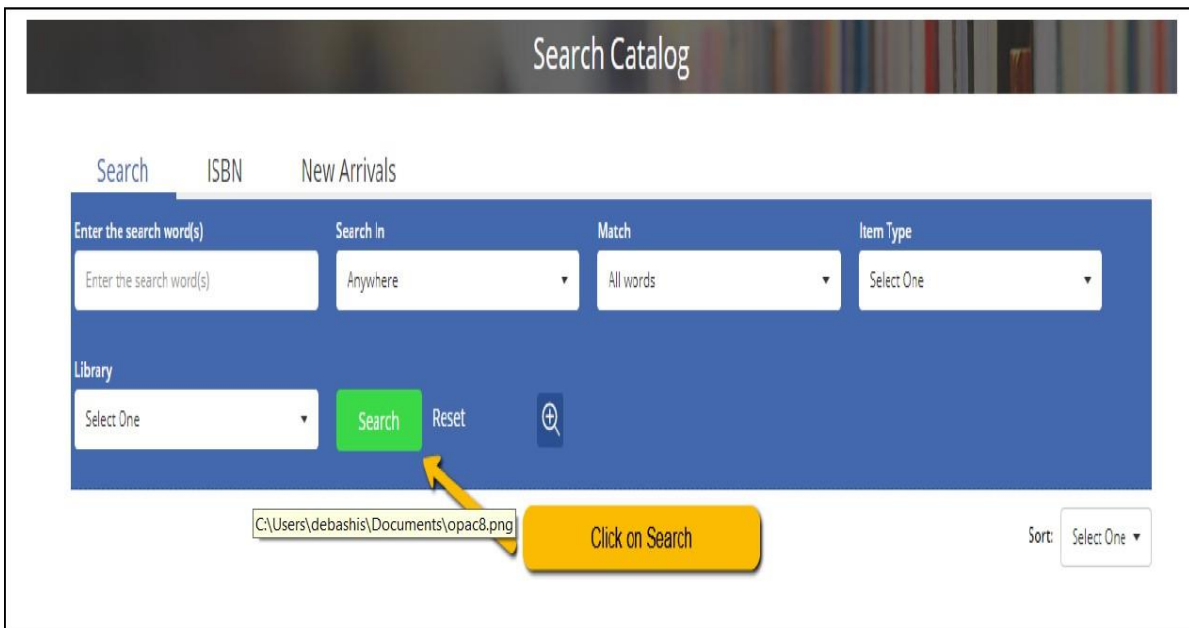 Search Catalog
Search ISBN New Arrivals
Enter the search word(s) Search In Match Item Type
Enter the search word(s) Anywhere All words Select One
Library
Select One Search Reset
C:\Users\debashis\Documents\opac8.png
Click on Search
Sort: Select One